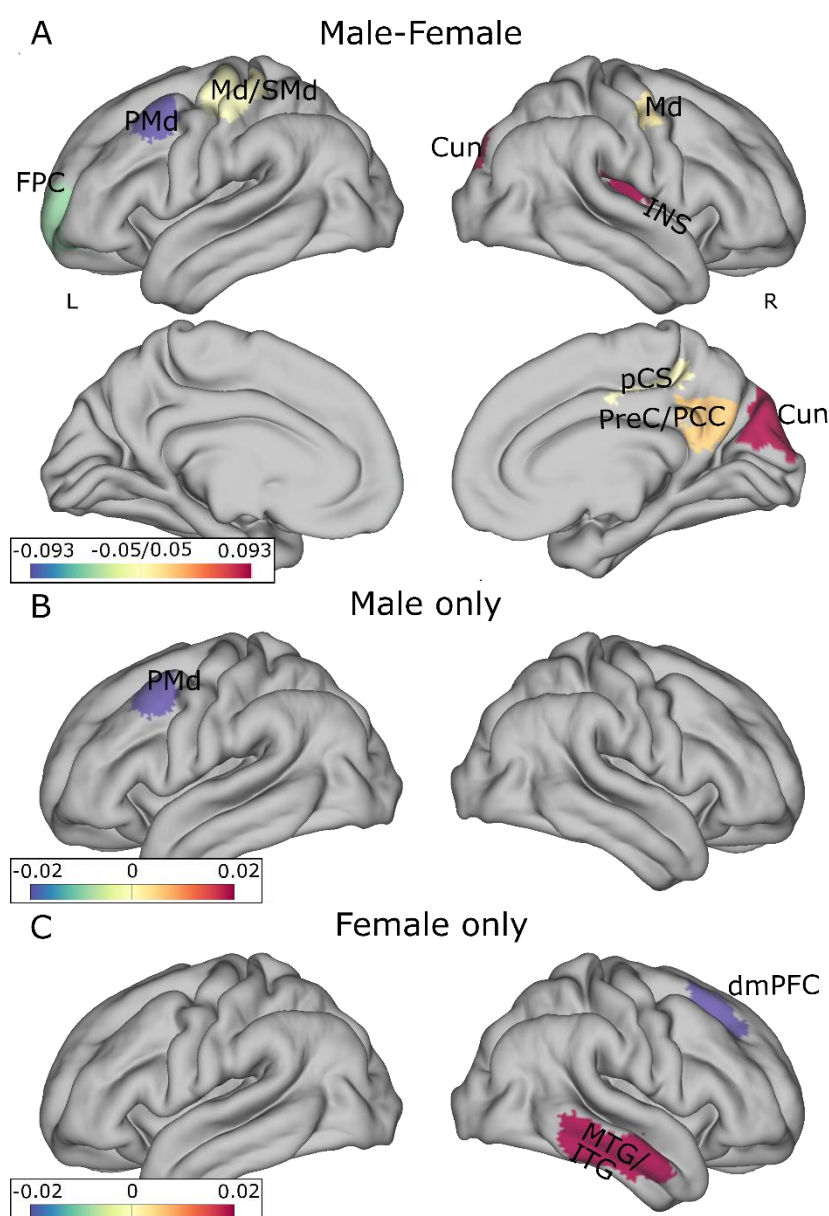 A
Male-Female
Md/SMd
PMd
FPC
Md
Cun
INS
L
R
pCS
PreC/PCC
Cun
-0.093 -0.05/0.05 0.093
B
Male only
PMd
-0.02 0 0.02
C
Female only
dmPFC
MTG/
ITG
-0.02 0 0.02